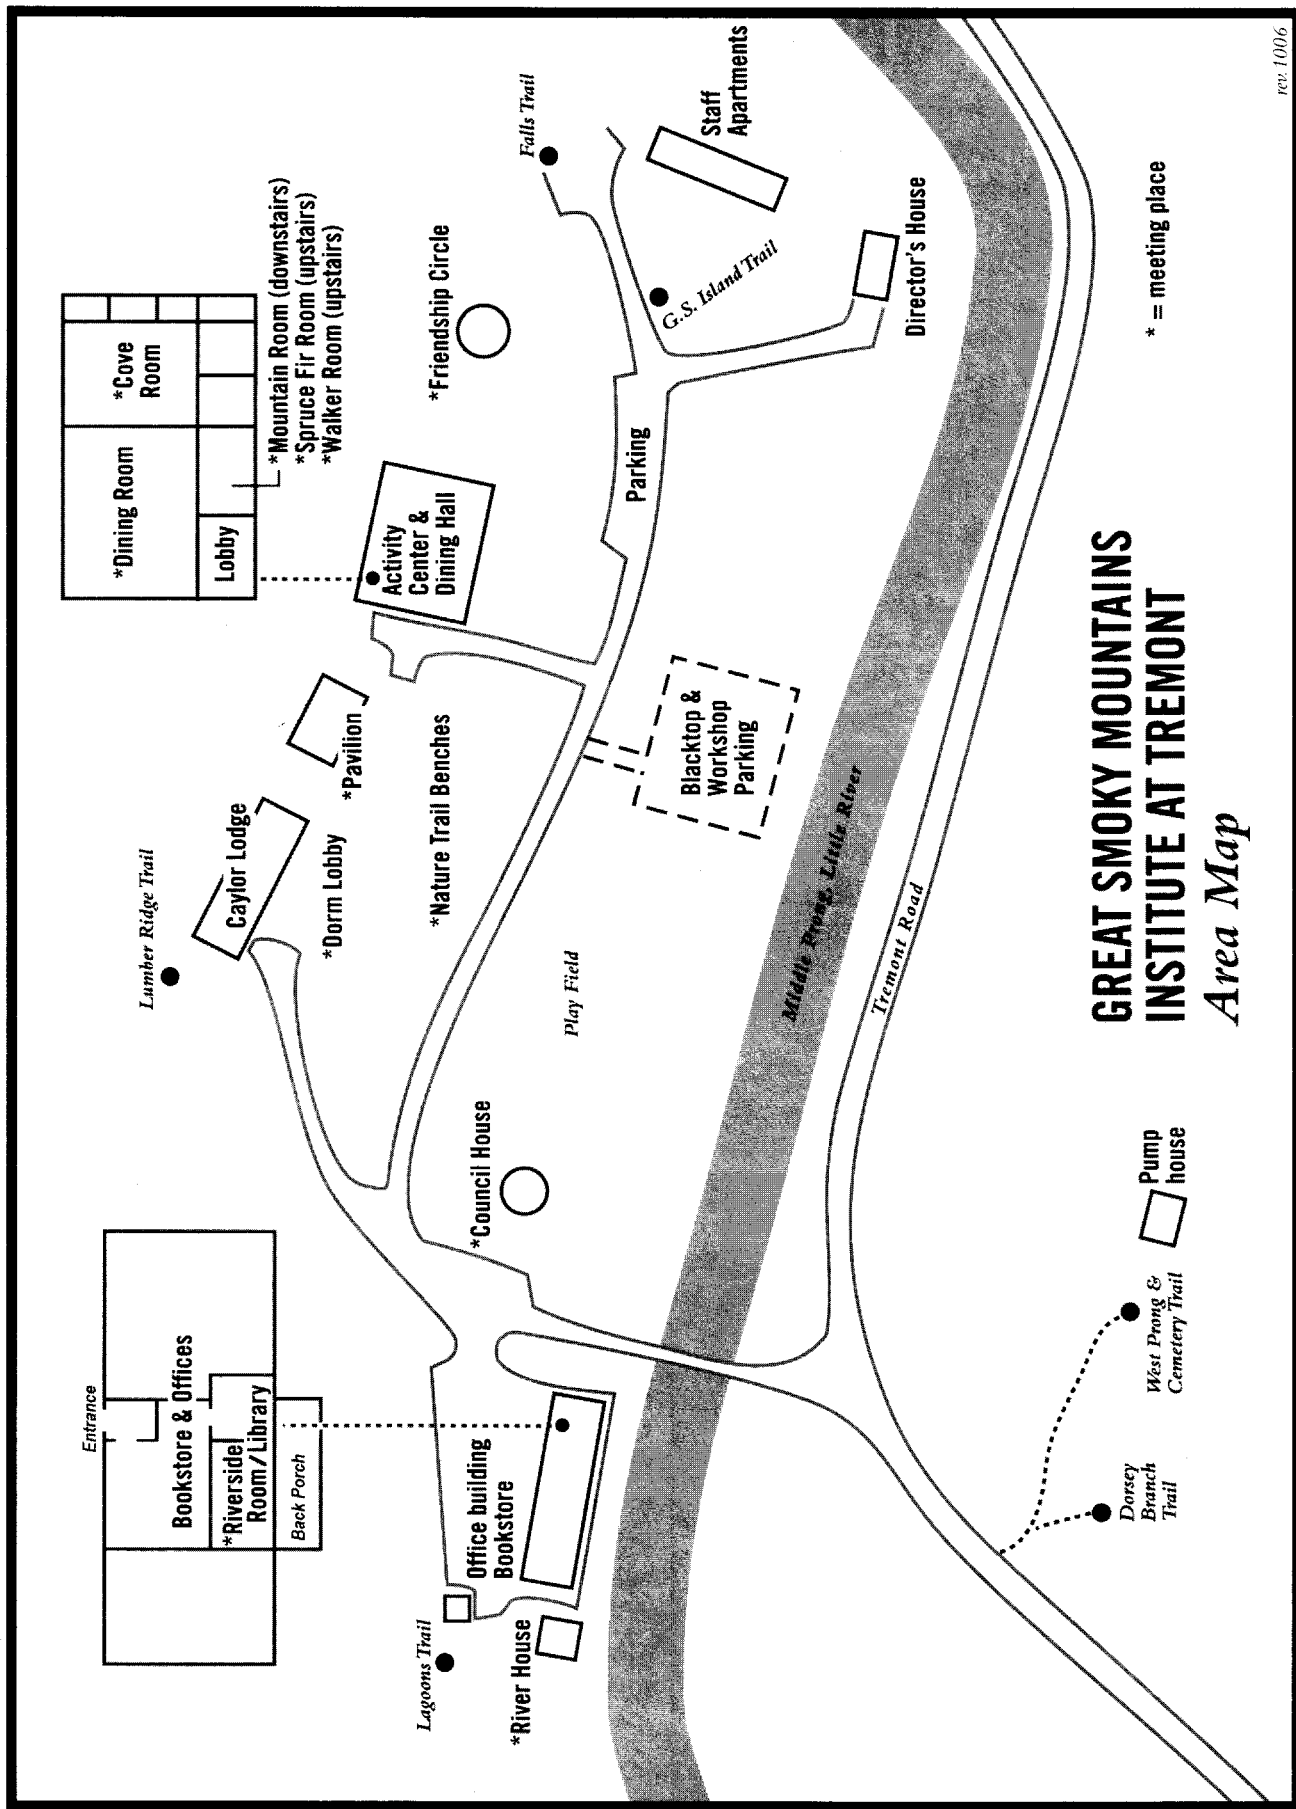 Entrance
Bookstore & Offices
*Riverside
Room/Library
Back Porch
Office building
Bookstore
Lagoons Trail
*River House
Lumber Ridge Trail
Caylor Lodge
*Dorm Lobby
*Pavilion
*Nature Trail Benches
*Council House
Play Field
*Dining Room
*Cove
Room
Lobby
*Mountain Room (downstairs)
*Spruce Fir Room (upstairs)
*Walker Room (upstairs)
Activity
Center &
Dining Hall
*Friendship Circle
Falls Trail
Parking
Blacktop &
Workshop
Parking
G.S. Island Trail
Staff
Apartments
Director's House
Middle Prong, Little River
Tremont Road
Dorsey
Branch
Trail
West Prong &
Cemetery Trail
Pump
house
GREAT SMOKY MOUNTAINS
INSTITUTE AT TREMONT
Area Map
* = meeting place
rev. 1006